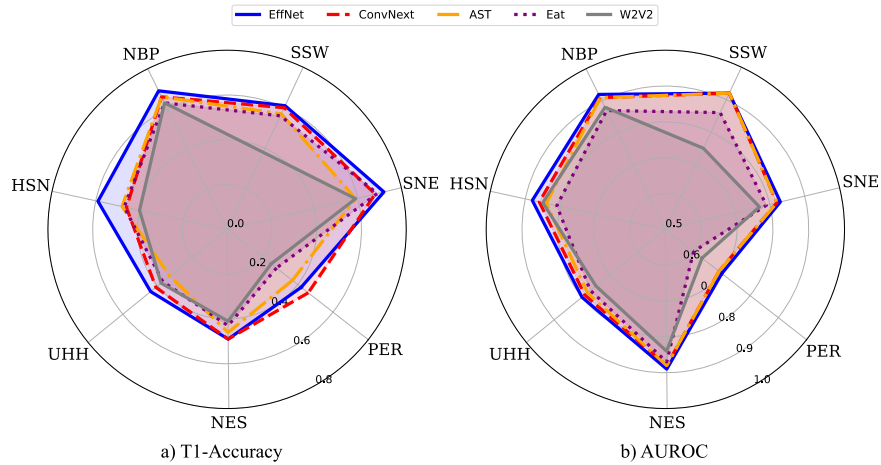 EffNet ConvNext AST Eat W2V2
NBP SSW SNE HSN UHH NES PER
0.0 0.2 0.4 0.6 0.8
a) T1-Accuracy
NBP SSW SNE HSN UHH NES PER
0.5 0.6 0.8 0.9 1.0
b) AUROC